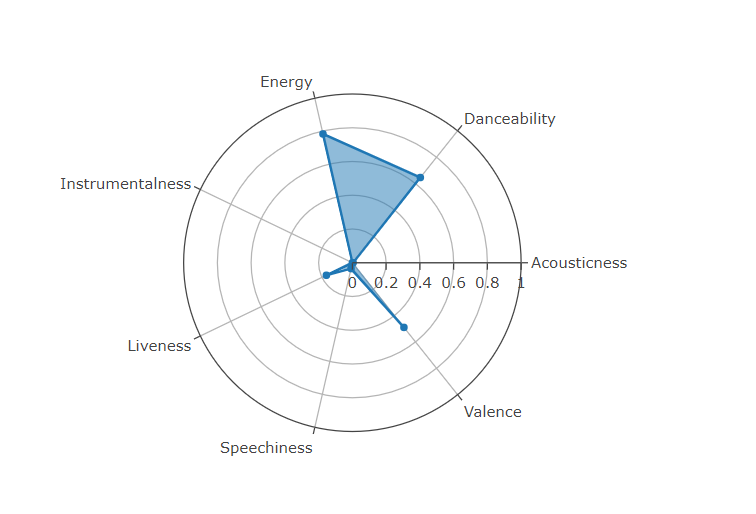 Energy
Danceability
Instrumentalness
Acousticness
0 0.2 0.4 0.6 0.8 1
Liveness
Valence
Speechiness